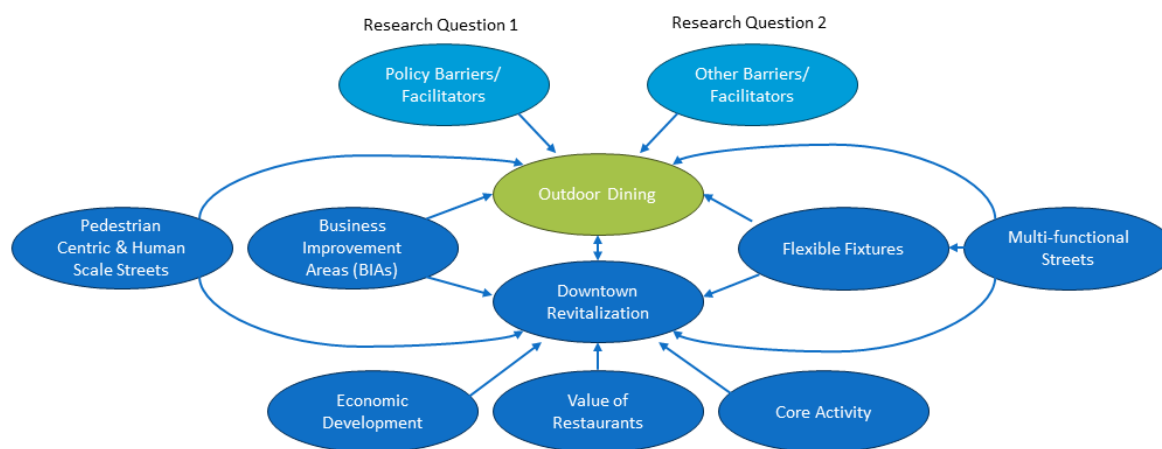 Research Question 1
Research Question 2
Policy Barriers/
Facilitators
Other Barriers/
Facilitators
Outdoor Dining
Pedestrian
Centric & Human
Scale Streets
Business
Improvement
Areas (BIAs)
Flexible Fixtures
Multi-functional
Streets
Downtown
Revitalization
Economic
Development
Value of
Restaurants
Core Activity